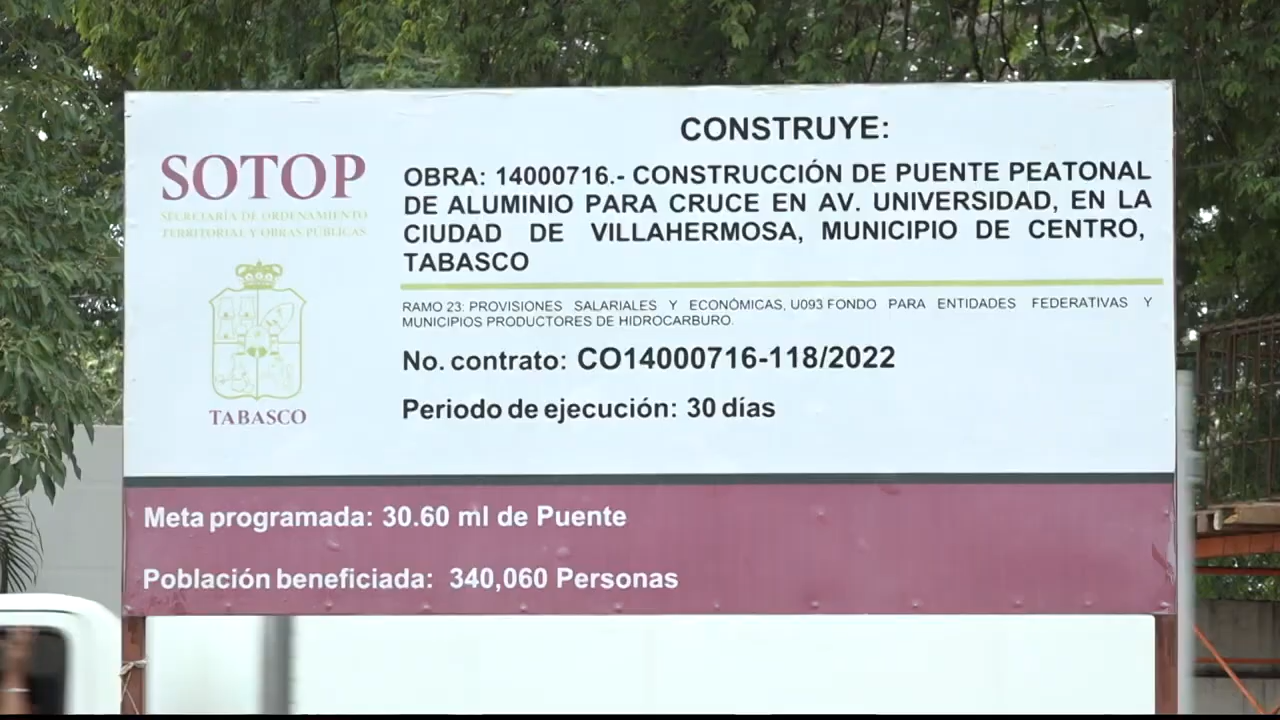 CONSTRUYE:
SOTOP
SECRETARÍA DE ORDENAMIENTO
TERRITORIAL Y OBRAS PÚBLICAS
TABASCO
OBRA: 14000716.- CONSTRUCCIÓN DE PUENTE PEATONAL
DE ALUMINIO PARA CRUCE EN AV. UNIVERSIDAD, EN LA
CIUDAD DE VILLAHERMOSA, MUNICIPIO DE CENTRO,
TABASCO
RAMO 23: PROVISIONES SALARIALES Y ECONÓMICAS, U093 FONDO PARA ENTIDADES FEDERATIVAS Y
MUNICIPIOS PRODUCTORES DE HIDROCARBURO.
No. contrato: CO14000716-118/2022
Periodo de ejecución: 30 días
Meta programada: 30.60 ml de Puente
Población beneficiada: 340,060 Personas